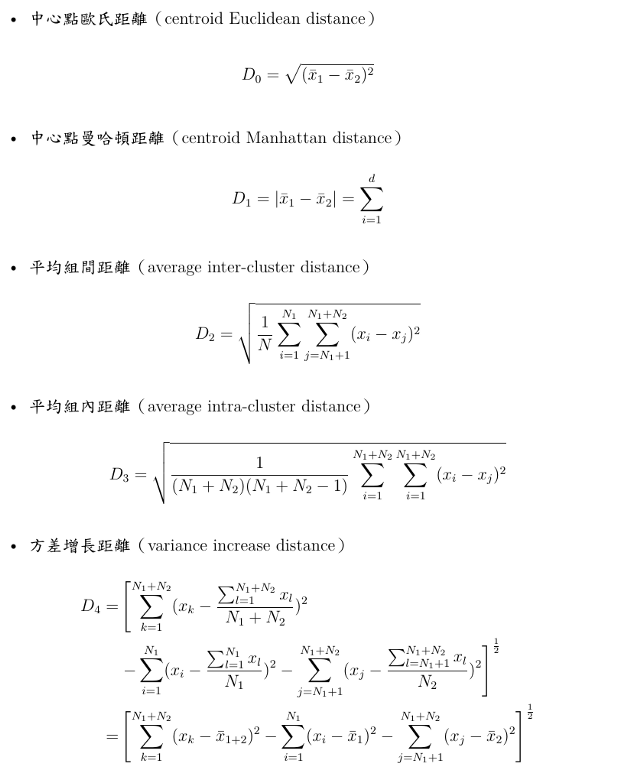 • 中心點歐氏距離（centroid Euclidean distance）
D_0 = \sqrt{(\bar{x}_1 - \bar{x}_2)^2}
• 中心點曼哈頓距離（centroid Manhattan distance）
D_1 = |\bar{x}_1 - \bar{x}_2| = \sum_{i=1}^{d}
• 平均組間距離（average inter-cluster distance）
D_2 = \sqrt{\frac{1}{N} \sum_{i=1}^{N_1} \sum_{j=N_1+1}^{N_1+N_2} (x_i - x_j)^2}
• 平均組內距離（average intra-cluster distance）
D_3 = \sqrt{\frac{1}{(N_1 + N_2)(N_1 + N_2 - 1)} \sum_{i=1}^{N_1+N_2} \sum_{i=1}^{N_1+N_2} (x_i - x_j)^2}
• 方差增長距離（variance increase distance）
D_4 = \left[ \sum_{k=1}^{N_1+N_2} (x_k - \frac{\sum_{l=1}^{N_1+N_2} x_l}{N_1 + N_2})^2 \right.
\left. - \sum_{i=1}^{N_1} (x_i - \frac{\sum_{l=1}^{N_1} x_l}{N_1})^2 - \sum_{j=N_1+1}^{N_1+N_2} (x_j - \frac{\sum_{l=N_1+1}^{N_1+N_2} x_l}{N_2})^2 \right]^{\frac{1}{2}}
= \left[ \sum_{k=1}^{N_1+N_2} (x_k - \bar{x}_{1+2})^2 - \sum_{i=1}^{N_1} (x_i - \bar{x}_1)^2 - \sum_{j=N_1+1}^{N_1+N_2} (x_j - \bar{x}_2)^2 \right]^{\frac{1}{2}}